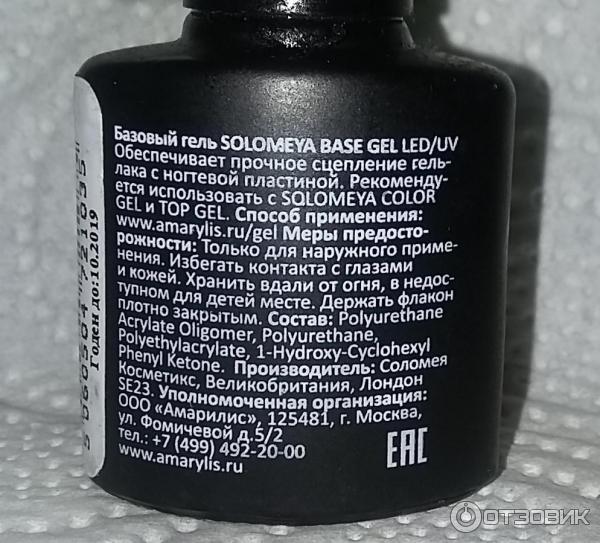 Базовый гель SOLOMEYA BASE GEL LED/UV
Обеспечивает прочное сцепление гель-
лака с ногтевой пластиной. Рекоменду-
ется использовать с SOLOMEYA COLOR
GEL и TOP GEL. Способ применения:
www.amarylis.ru/gel Меры предосто-
рожности: Только для наружного приме-
нения. Избегать контакта с глазами
и кожей. Хранить вдали от огня, в недос-
тупном для детей месте. Держать флакон
плотно закрытым. Состав: Polyurethane
Acrylate Oligomer, Polyurethane,
Polyethylacrylate, 1-Hydroxy-Cyclohexyl
Phenyl Ketone. Производитель: Соломея
Косметикс, Великобритания, Лондон
SE23. Уполномоченная организация:
ООО «Амарилис», 125481, г. Москва,
ул. Фомичевой д.5/2
тел.: +7 (499) 492-20-00
www.amarylis.ru
EAC
Годен до:10.2019
5 060504 721055
ОТЗОВИК